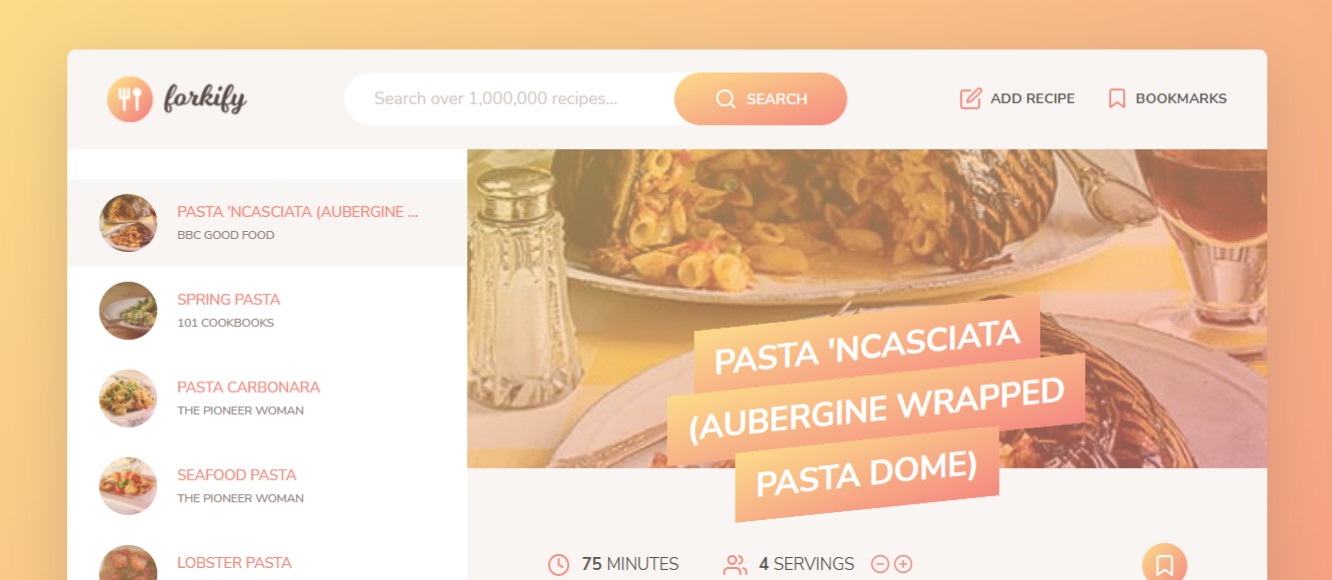 forkify
Search over 1,000,000 recipes...
SEARCH
ADD RECIPE
BOOKMARKS
PASTA 'NCASCIATA (AUBERGINE ...
BBC GOOD FOOD
SPRING PASTA
101 COOKBOOKS
PASTA CARBONARA
THE PIONEER WOMAN
SEAFOOD PASTA
THE PIONEER WOMAN
LOBSTER PASTA
PASTA 'NCASCIATA
(AUBERGINE WRAPPED
PASTA DOME)
75 MINUTES
4 SERVINGS